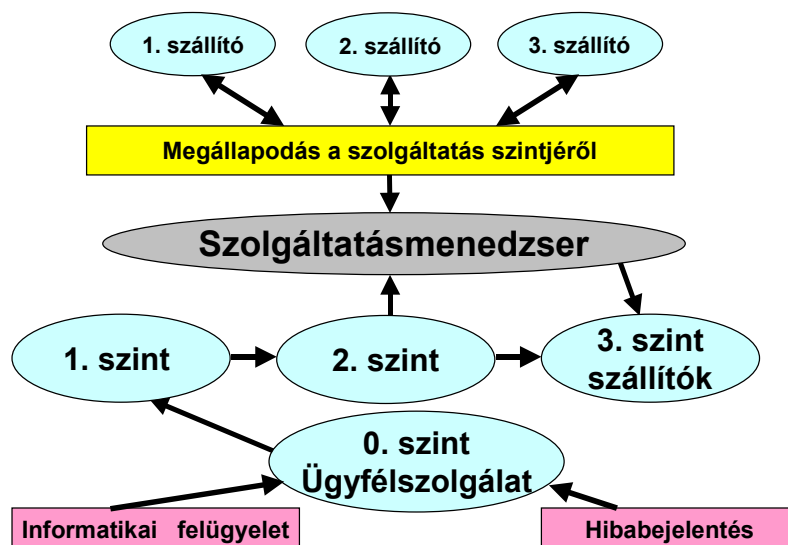 1. szállító
2. szállító
3. szállító
Megállapodás a szolgáltatás szintjéről
Szolgáltatásmenedzser
1. szint
2. szint
3. szint
szállítók
0. szint
Ügyfélszolgálat
Informatikai felügyelet
Hibabejelentés